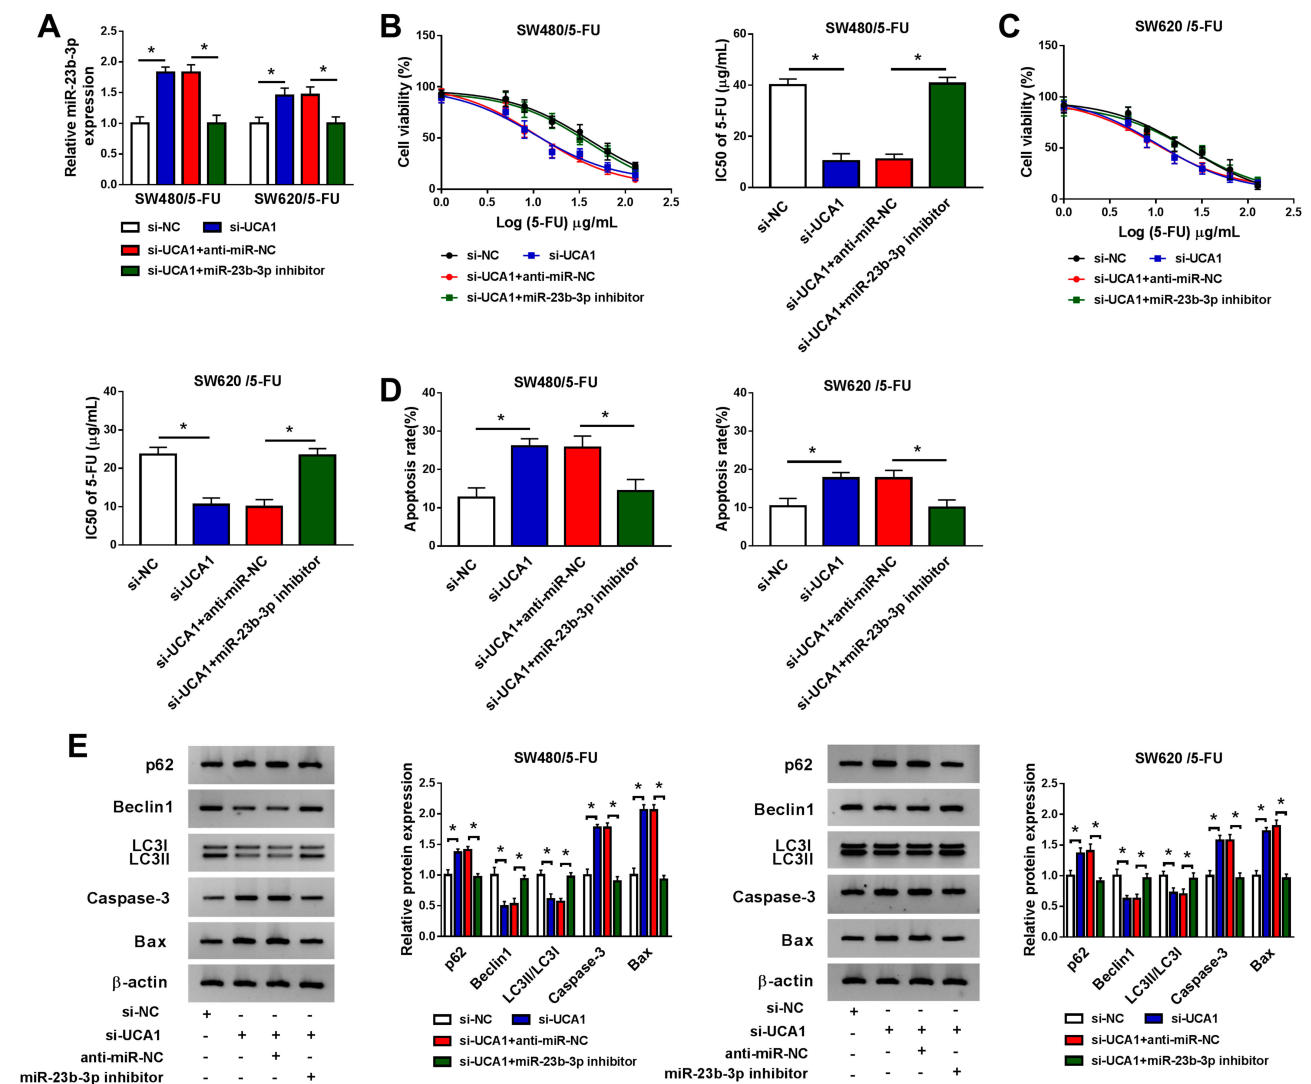 A
Relative miR-23b-3p
expression
2.5
2.0
1.5
1.0
0.5
0.0
* * * *
SW480/5-FU SW620/5-FU
si-NC si-UCA1
si-UCA1+anti-miR-NC
si-UCA1+miR-23b-3p inhibitor
B
SW480/5-FU
Cell viability (%)
150
100
50
0
0.0 0.5 1.0 1.5 2.0 2.5
Log (5-FU) μg/mL
si-NC si-UCA1
si-UCA1+anti-miR-NC
si-UCA1+miR-23b-3p inhibitor
SW480/5-FU
IC50 of 5-FU (μg/mL)
60
40
20
0
* *
si-NC
si-UCA1
si-UCA1+anti-miR-NC
si-UCA1+miR-23b-3p inhibitor
C
SW620 /5-FU
Cell viability (%)
150
100
50
0
0.0 0.5 1.0 1.5 2.0 2.5
Log (5-FU) μg/mL
si-NC si-UCA1
si-UCA1+anti-miR-NC
si-UCA1+miR-23b-3p inhibitor
SW620 /5-FU
IC50 of 5-FU (μg/mL)
40
30
20
10
0
* *
si-NC
si-UCA1
si-UCA1+anti-miR-NC
si-UCA1+miR-23b-3p inhibitor
D
SW480/5-FU
Apoptosis rate(%)
40
30
20
10
0
* *
si-NC
si-UCA1
si-UCA1+anti-miR-NC
si-UCA1+miR-23b-3p inhibitor
SW620 /5-FU
Apoptosis rate(%)
40
30
20
10
0
* *
si-NC
si-UCA1
si-UCA1+anti-miR-NC
si-UCA1+miR-23b-3p inhibitor
E
p62
Beclin1
LC3I
LC3II
Caspase-3
Bax
β-actin
si-NC + - - -
si-UCA1 - + + +
anti-miR-NC - - + -
miR-23b-3p inhibitor - - - +
SW480/5-FU
Relative protein expression
2.5
2.0
1.5
1.0
0.5
0.0
* * * * * * * * * *
p62
Beclin1
LC3II/LC3I
Caspase-3
Bax
si-NC si-UCA1
si-UCA1+anti-miR-NC
si-UCA1+miR-23b-3p inhibitor
p62
Beclin1
LC3I
LC3II
Caspase-3
Bax
β-actin
si-NC + - - -
si-UCA1 - + + +
anti-miR-NC - - + -
miR-23b-3p inhibitor - - - +
SW620 /5-FU
Relative protein expression
2.5
2.0
1.5
1.0
0.5
0.0
* * * * * * * * * *
p62
Beclin1
LC3II/LC3I
Caspase-3
Bax
si-NC si-UCA1
si-UCA1+anti-miR-NC
si-UCA1+miR-23b-3p inhibitor